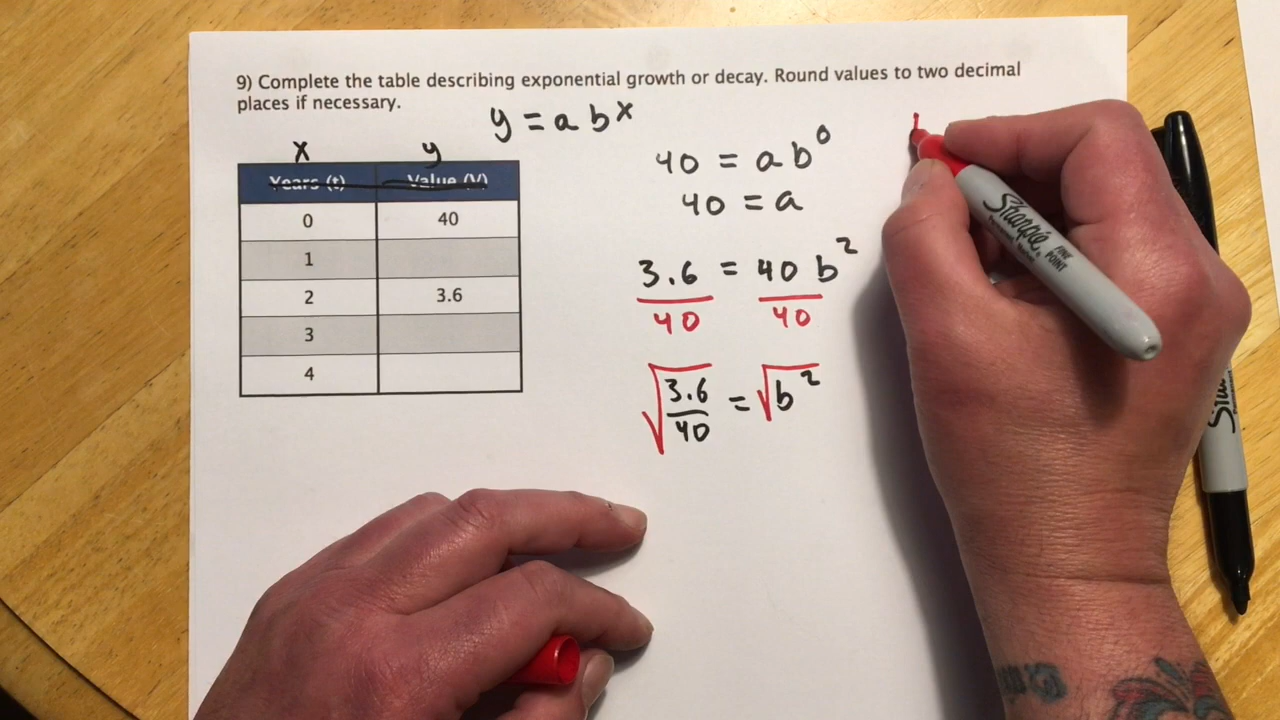 9) Complete the table describing exponential growth or decay. Round values to two decimal
places if necessary.
y = a b^x
x y
Years (t) Value (V)
0 40
1
2 3.6
3
4
40 = a b^0
40 = a
3.6 = 40 b^2
40 40
√3.6/40 = √b^2
Sharpie
FINE POINT